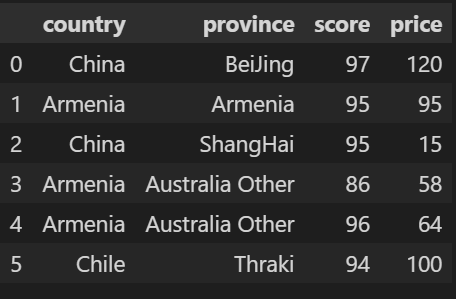 country province score price
0 China BeiJing 97 120
1 Armenia Armenia 95 95
2 China ShangHai 95 15
3 Armenia Australia Other 86 58
4 Armenia Australia Other 96 64
5 Chile Thraki 94 100